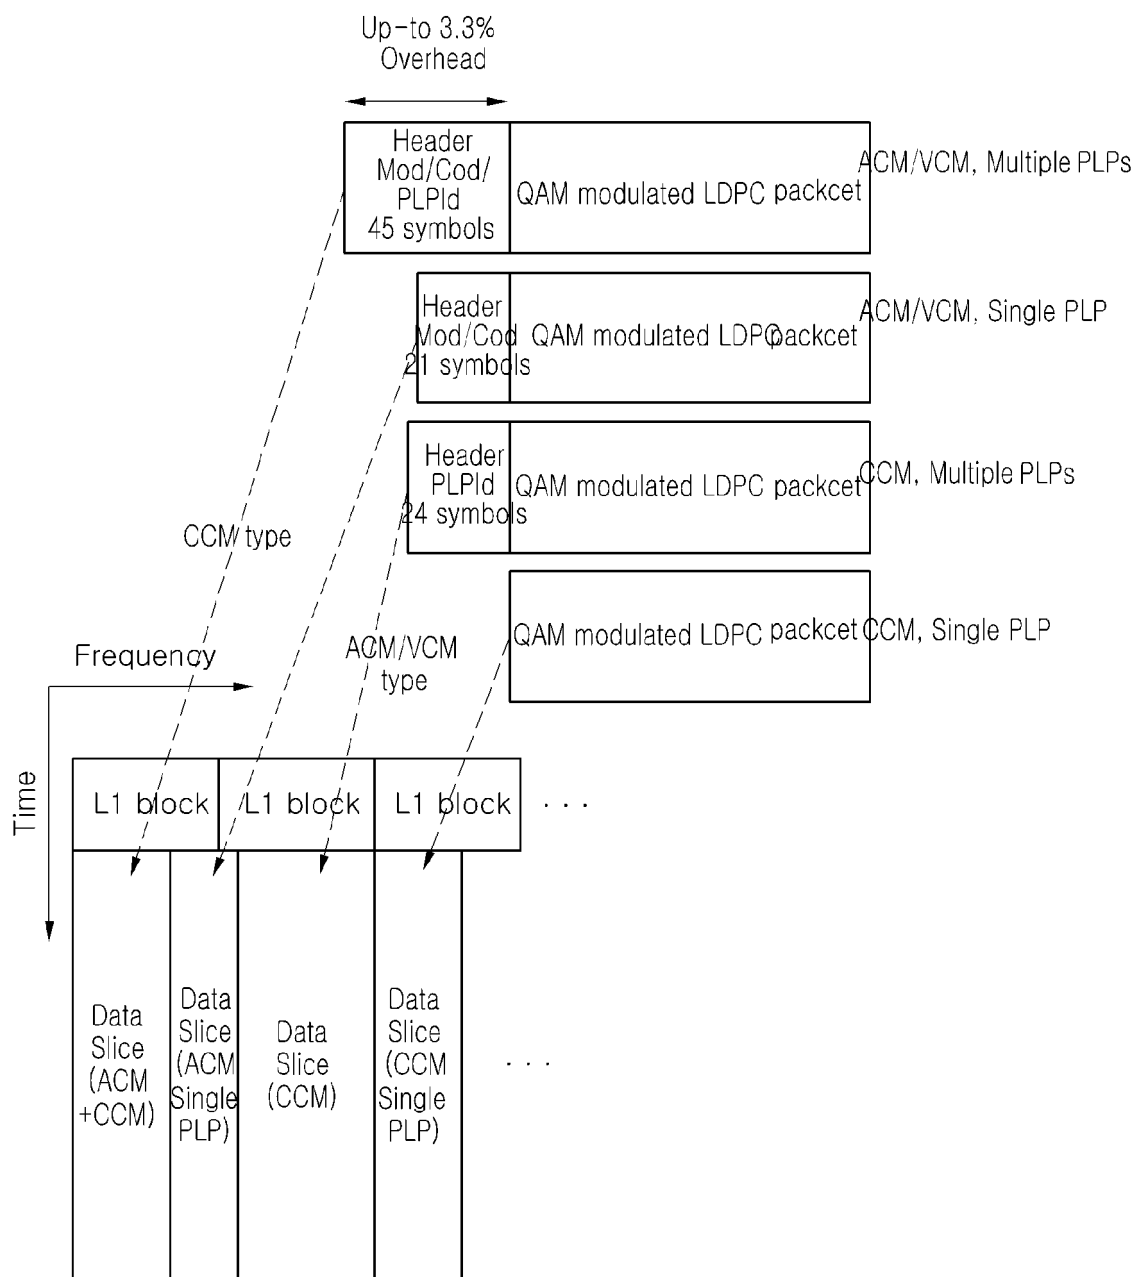 Up-to 3.3%
Overhead
Header
Mod/Cod/
PLPId
45 symbols
QAM modulated LDPC packcet
ACM/VCM, Multiple PLPs
Header
Mod/Cod
21 symbols
QAM modulated LDPC packcet
ACM/VCM, Single PLP
Header
PLPId
24 symbols
QAM modulated LDPC packcet
CCM, Multiple PLPs
CCM type
QAM modulated LDPC packcet
CCM, Single PLP
ACM/VCM
type
Frequency
Time
L1 block
L1 block
L1 block
. . .
Data
Slice
(ACM
+CCM)
Data
Slice
(ACM
Single
PLP)
Data
Slice
(CCM)
Data
Slice
(CCM
Single
PLP)
. . .